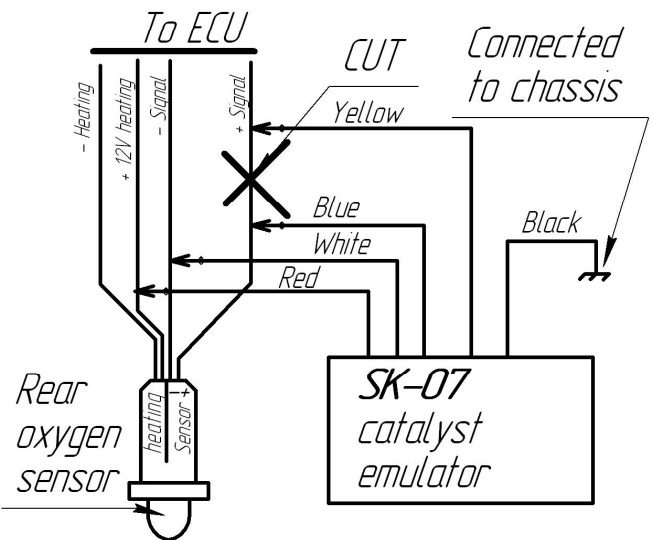 To ECU
CUT
Connected
to chassis
- Heating
+ 12V heating
- Signal
+ Signal
Yellow
Blue
White
Red
Black
Rear
oxygen
sensor
heating
Sensor
- +
SK-07
catalyst
emulator